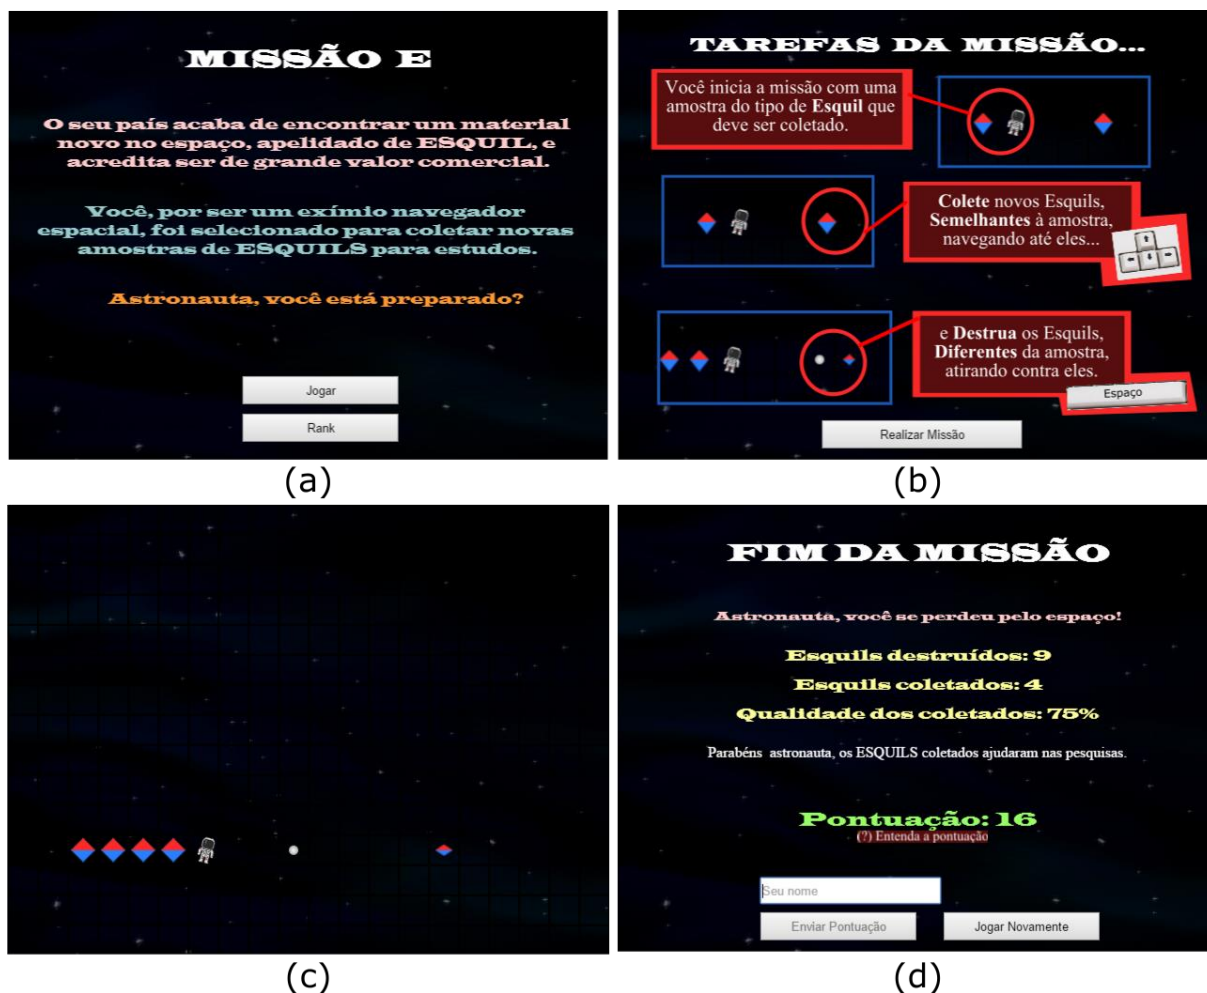 MISSÃO E
O seu país acaba de encontrar um material
novo no espaço, apelidado de ESQUIL, e
acredita ser de grande valor comercial.
Você, por ser um exímio navegador
espacial, foi selecionado para coletar novas
amostras de ESQUILS para estudos.
Astronauta, você está preparado?
Jogar
Rank
(a)
TAREFAS DA MISSÃO...
Você inicia a missão com uma
amostra do tipo de Esquil que
deve ser coletado.
Colete novos Esquils,
Semelhantes à amostra,
navegando até eles...
e Destrua os Esquils,
Diferentes da amostra,
atirando contra eles.
Espaço
Realizar Missão
(b)
(c)
FIM DA MISSÃO
Astronauta, você se perdeu pelo espaço!
Esquils destruídos: 9
Esquils coletados: 4
Qualidade dos coletados: 75%
Parabéns astronauta, os ESQUILS coletados ajudaram nas pesquisas.
Pontuação: 16
(?) Entenda a pontuação
Seu nome
Enviar Pontuação
Jogar Novamente
(d)